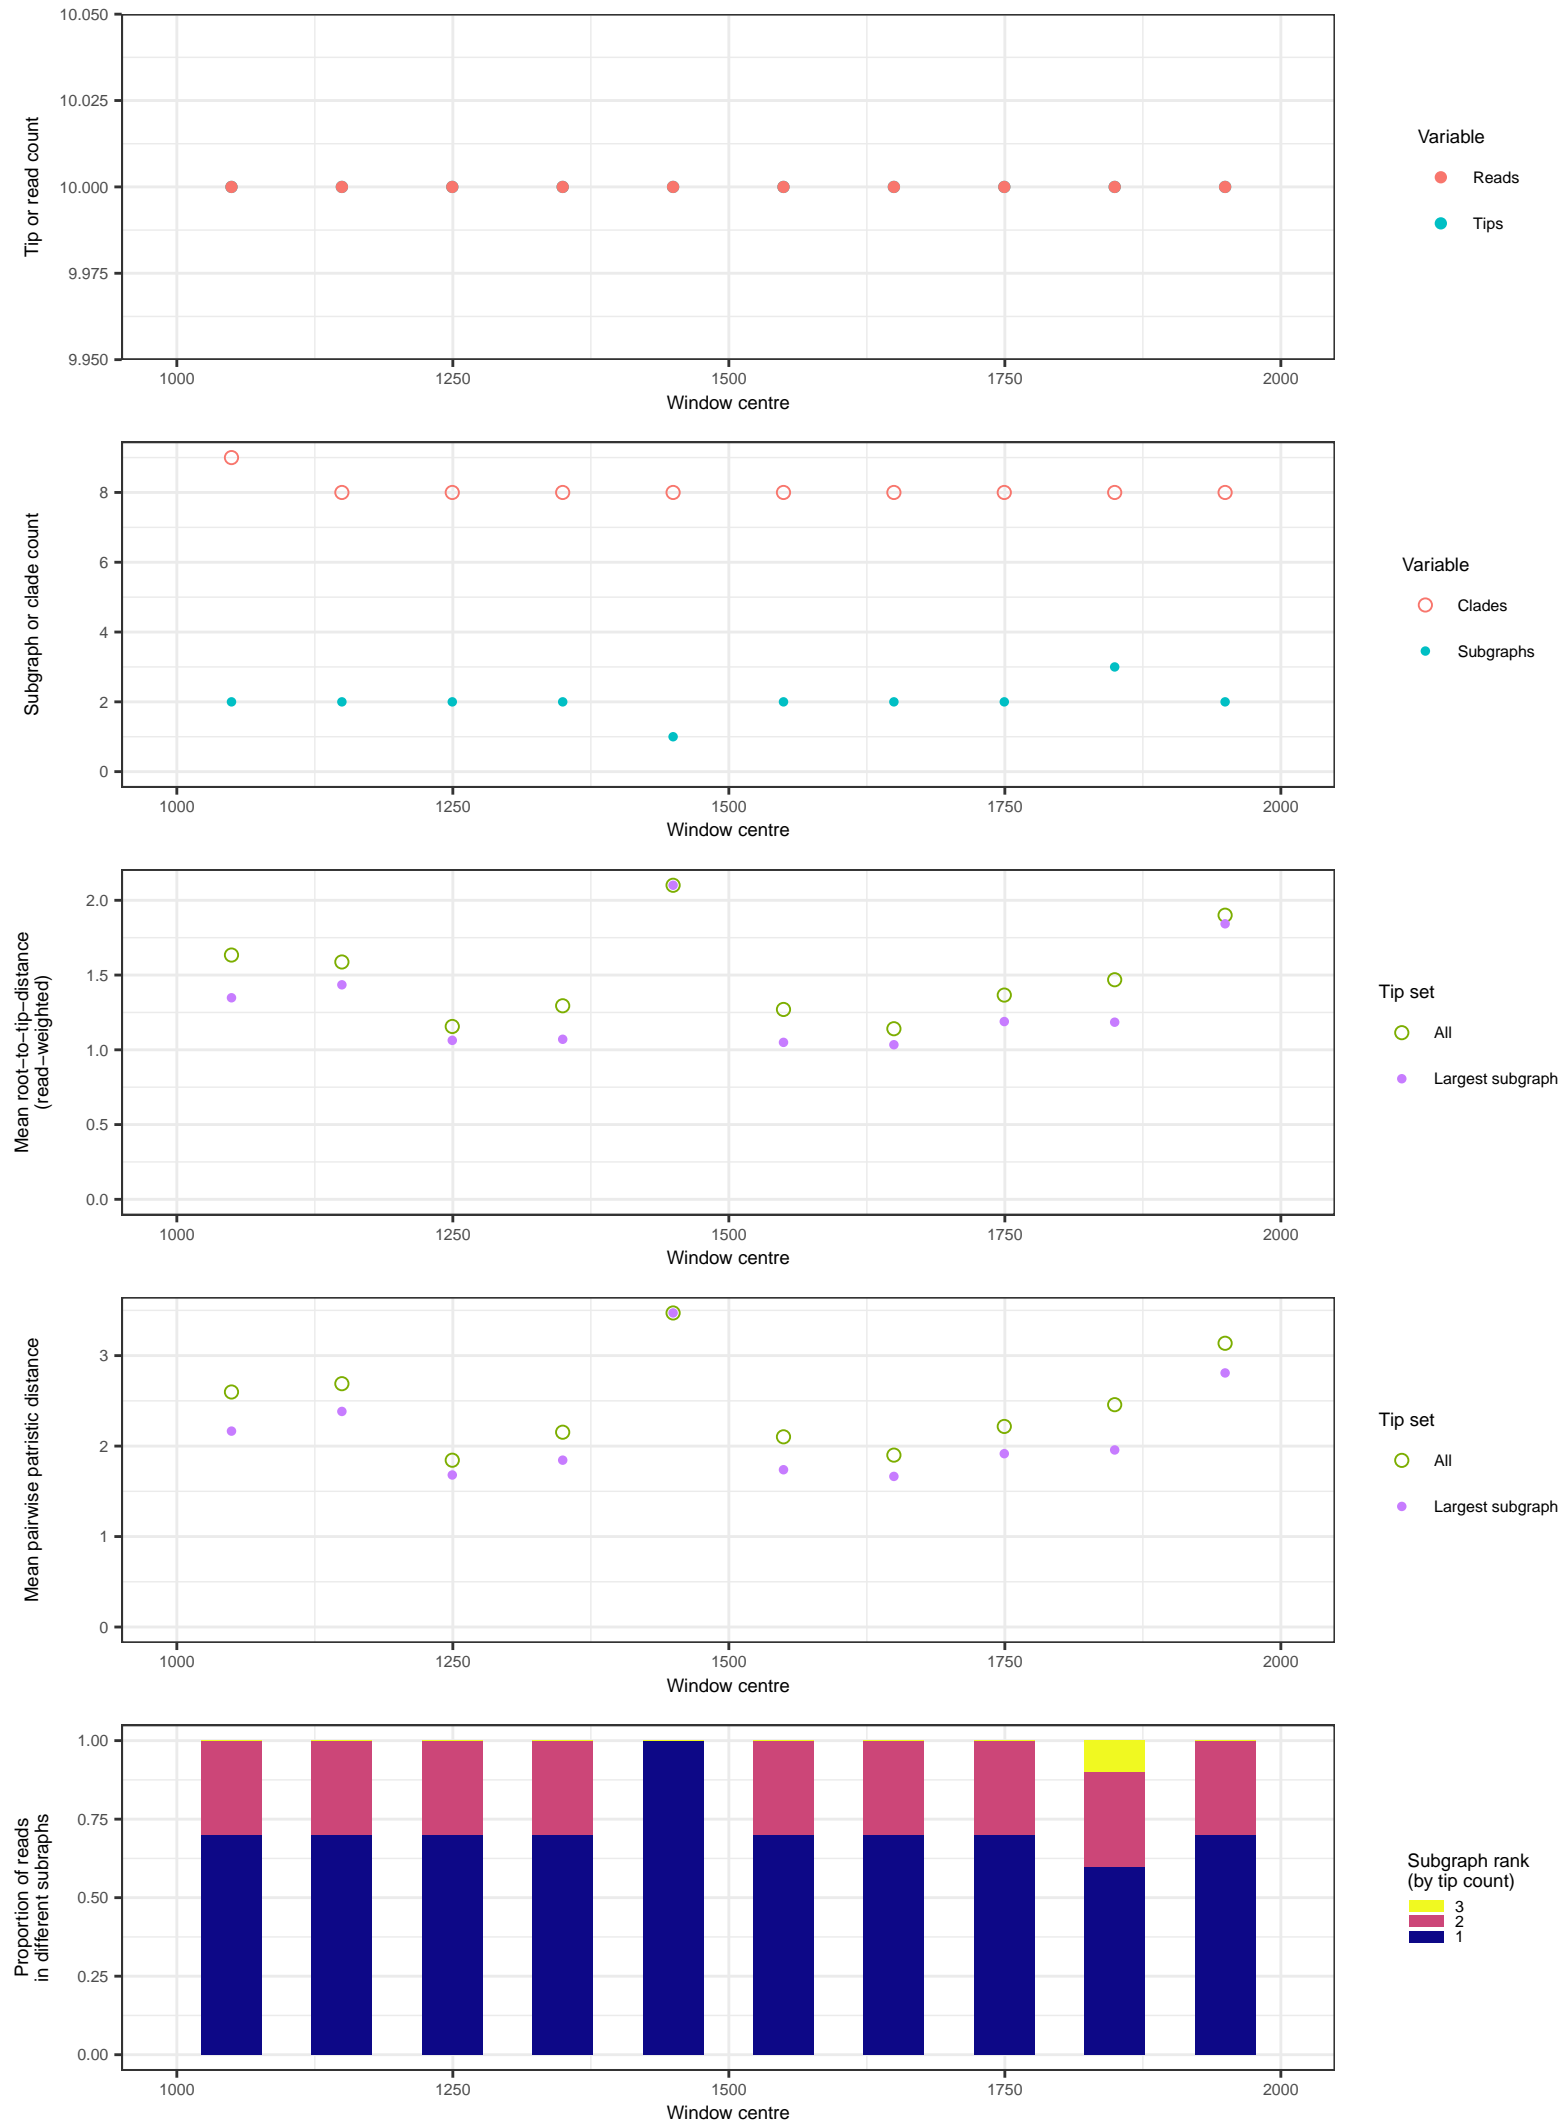 10.050
10.025
10.000
9.975
9.950
Tip or read count
1000 1250 1500 1750 2000
Window centre
Variable
Reads
Tips
8
6
4
2
0
Subgraph or clade count
1000 1250 1500 1750 2000
Window centre
Variable
Clades
Subgraphs
2.0
1.5
1.0
0.5
0.0
Mean root−to−tip−distance
(read−weighted)
1000 1250 1500 1750 2000
Window centre
Tip set
All
Largest subgraph
3
2
1
0
Mean pairwise patristic distance
1000 1250 1500 1750 2000
Window centre
Tip set
All
Largest subgraph
1.00
0.75
0.50
0.25
0.00
Proportion of reads
in different subraphs
1000 1250 1500 1750 2000
Window centre
Subgraph rank
(by tip count)
3
2
1